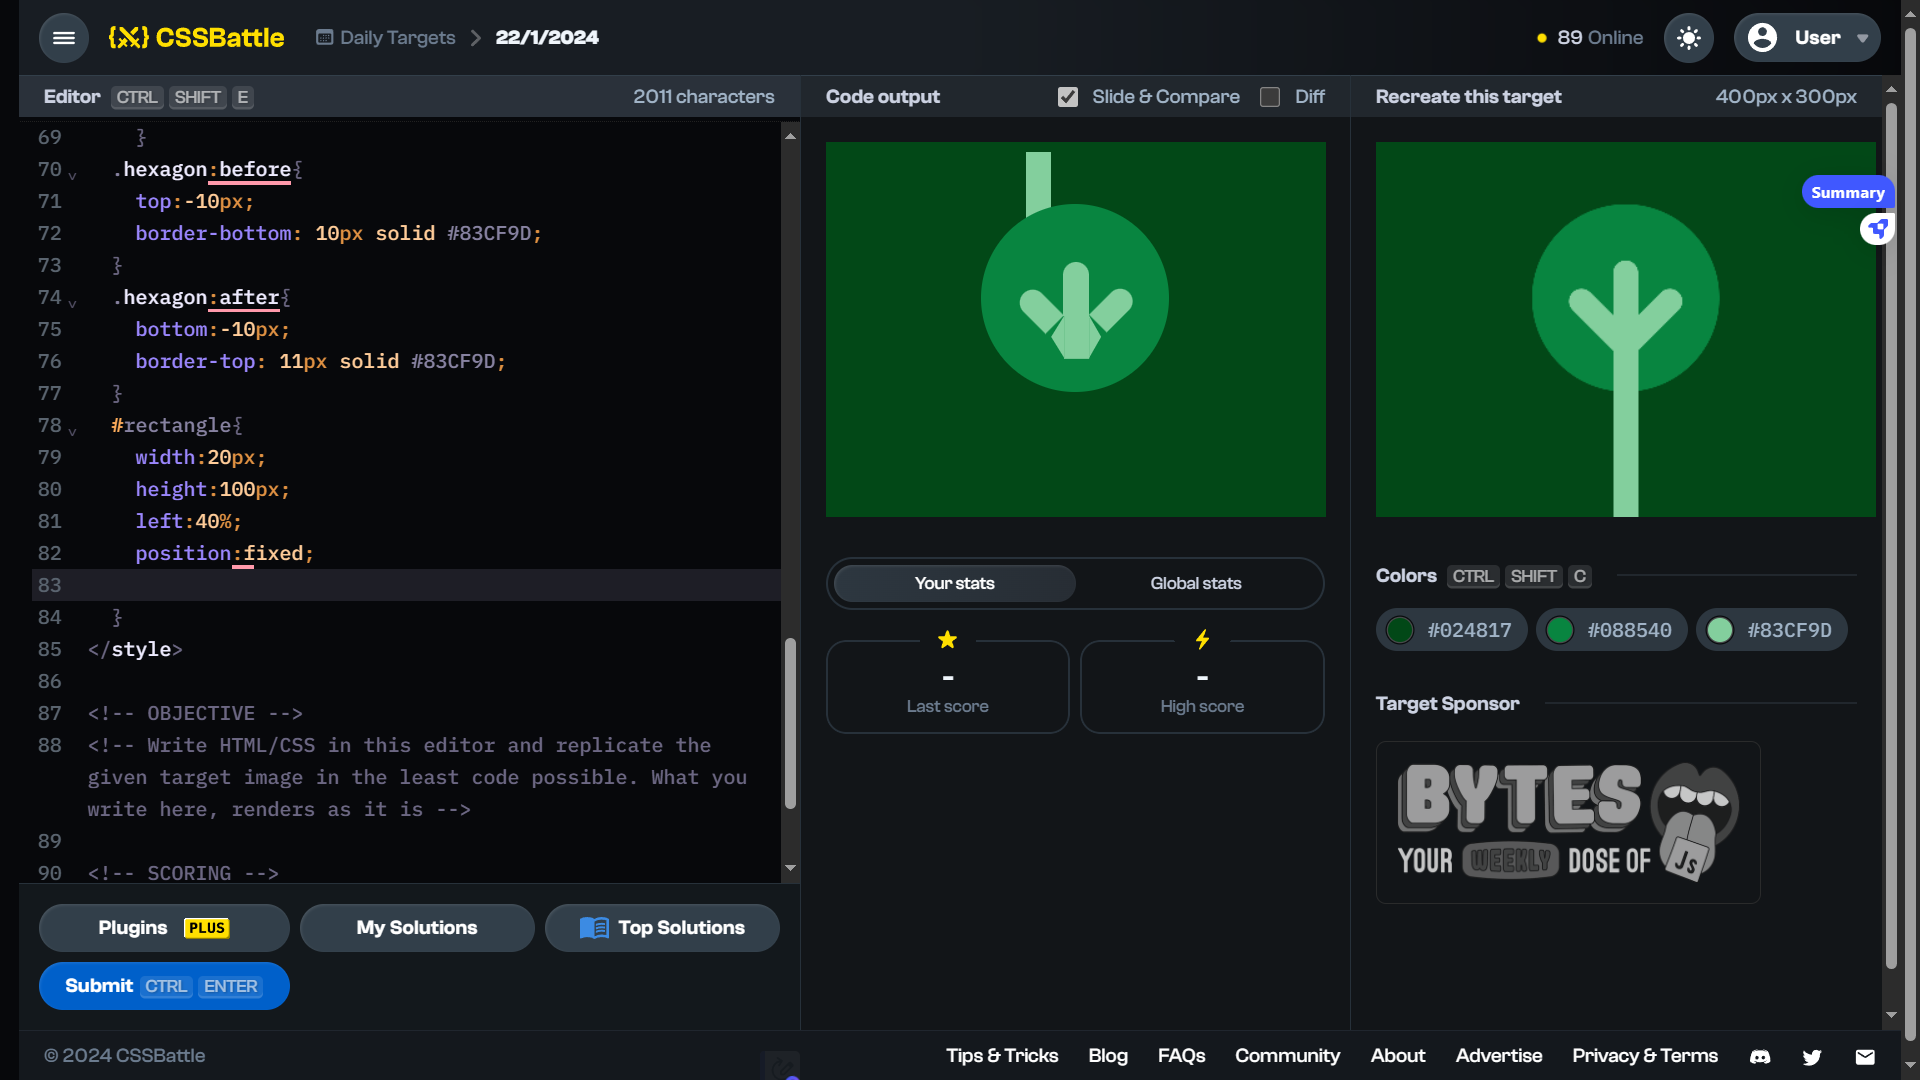 {X} CSSBattle
Daily Targets
22/1/2024
89 Online
User
Editor CTRL SHIFT E
2011 characters
69 }
70 .hexagon:before{
71 top:-10px;
72 border-bottom: 10px solid #83CF9D;
73 }
74 .hexagon:after{
75 bottom:-10px;
76 border-top: 11px solid #83CF9D;
77 }
78 #rectangle{
79 width:20px;
80 height:100px;
81 left:40%;
82 position:fixed;
83
84 }
85 </style>
86
87 <!-- OBJECTIVE -->
88 <!-- Write HTML/CSS in this editor and replicate the
given target image in the least code possible. What you
write here, renders as it is -->
89
90 <!-- SCORING -->
Plugins PLUS
My Solutions
Top Solutions
Submit CTRL ENTER
Code output
Slide & Compare
Diff
Your stats
Global stats
-
Last score
-
High score
Recreate this target
400px x 300px
Summary
Colors CTRL SHIFT C
#024817
#088540
#83CF9D
Target Sponsor
BYTES
YOUR WEEKLY DOSE OF
JS
© 2024 CSSBattle
Tips & Tricks
Blog
FAQs
Community
About
Advertise
Privacy & Terms